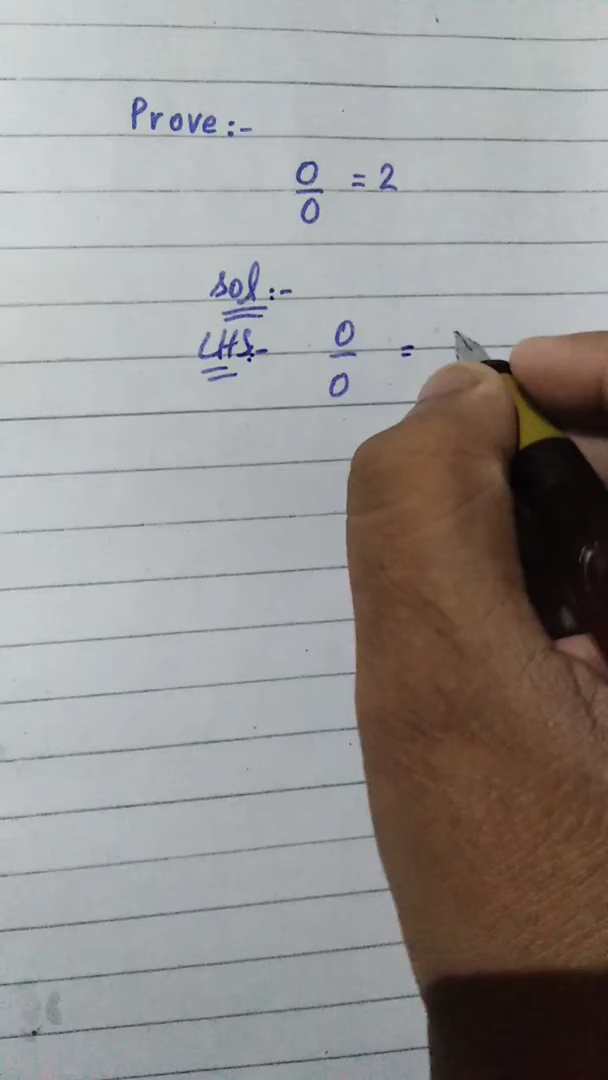 Prove:-
0/0 = 2
Sol:-
LHS:- 0/0 =